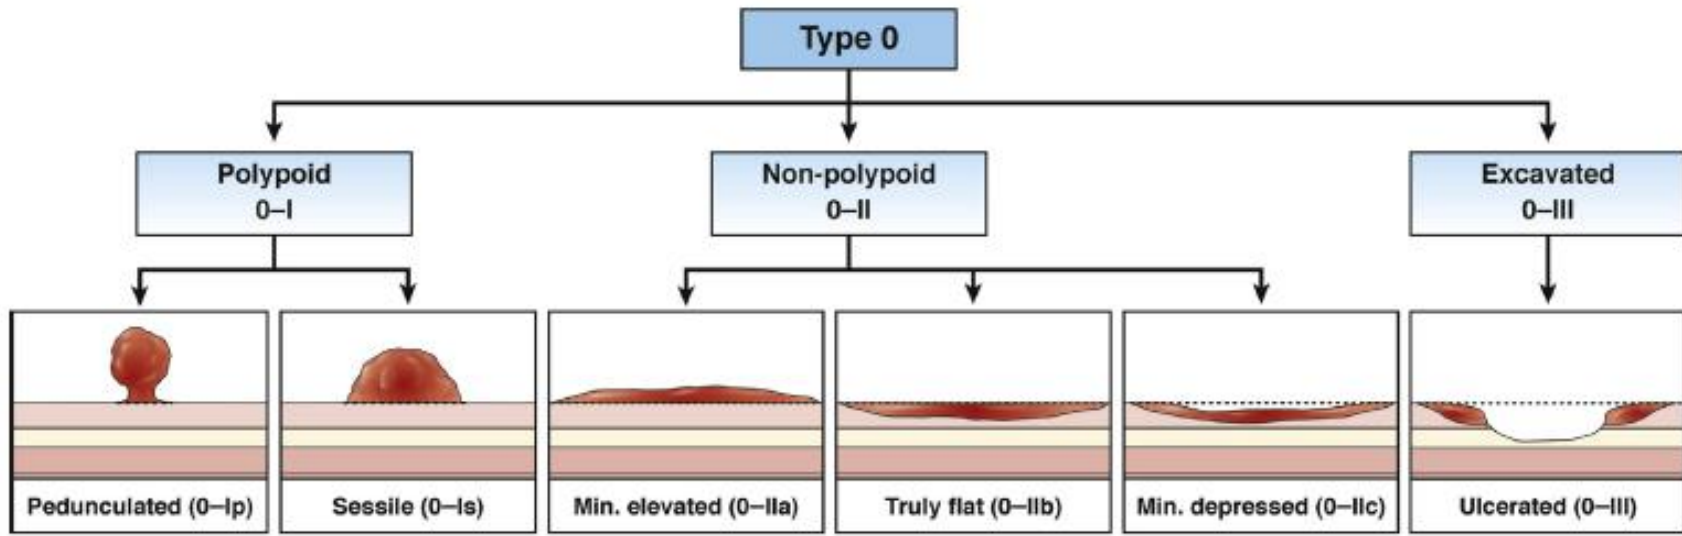 Type 0
Polypoid
0–I
Non-polypoid
0–II
Excavated
0–III
Pedunculated (0–Ip)
Sessile (0–Is)
Min. elevated (0–IIa)
Truly flat (0–IIb)
Min. depressed (0–IIc)
Ulcerated (0–III)